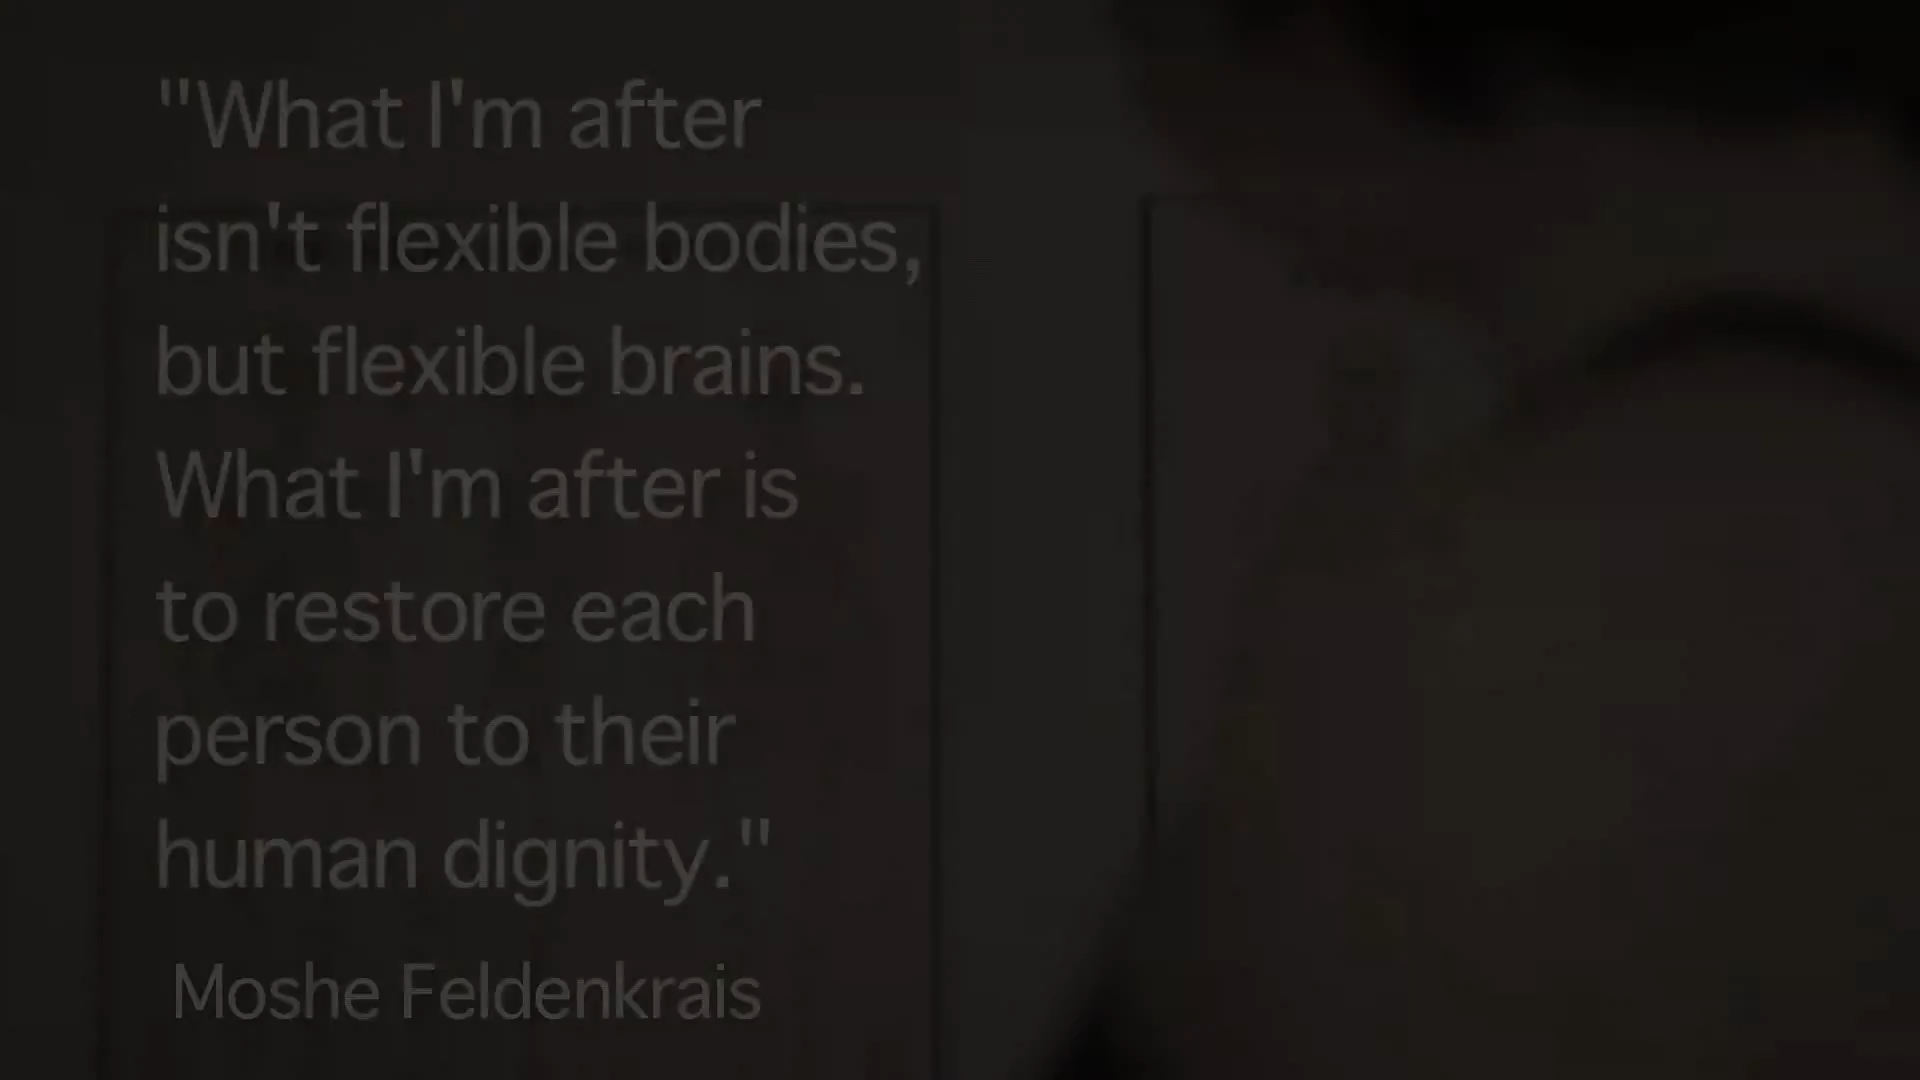 "What I'm after
isn't flexible bodies,
but flexible brains.
What I'm after is
to restore each
person to their
human dignity."
Moshe Feldenkrais